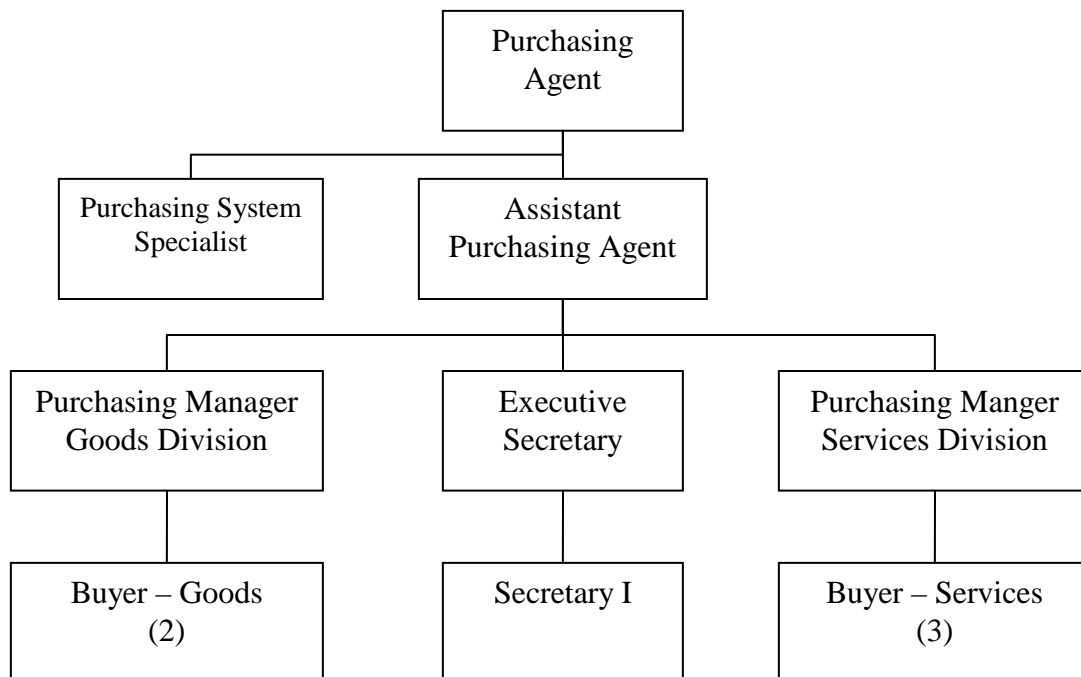 Purchasing
Agent
Purchasing System
Specialist
Assistant
Purchasing Agent
Purchasing Manager
Goods Division
Executive
Secretary
Purchasing Manger
Services Division
Buyer – Goods
(2)
Secretary I
Buyer – Services
(3)